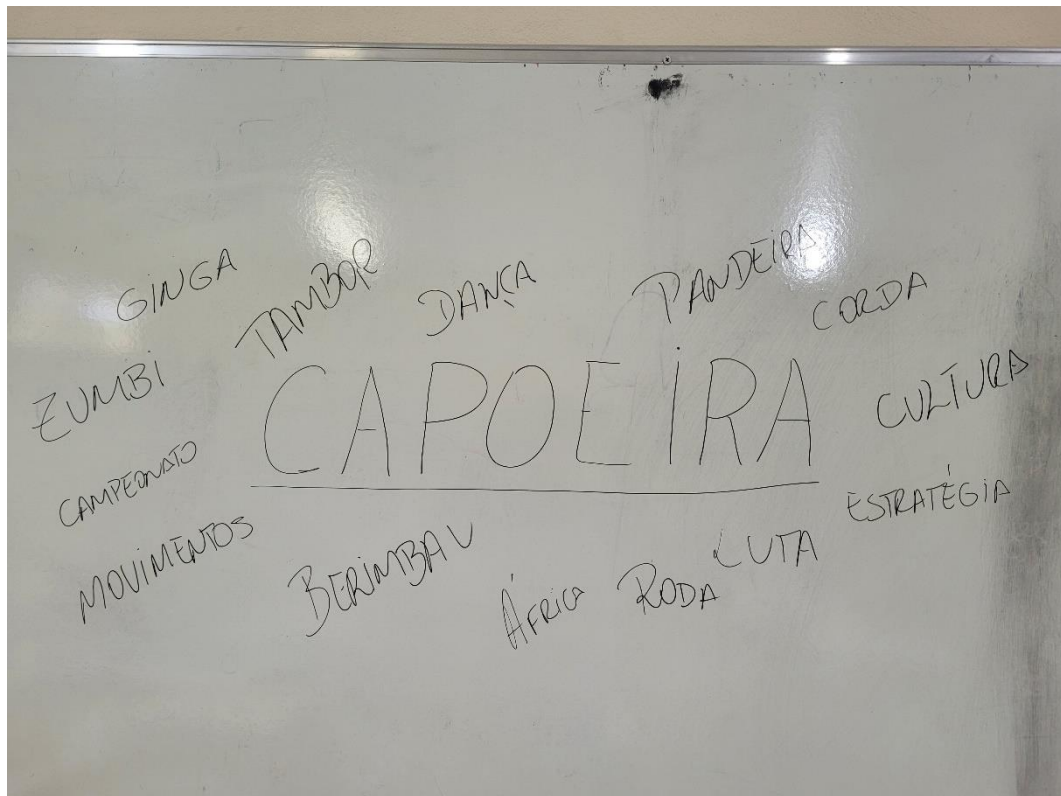 GINGA
TAMBOR
DANÇA
PANDEIRA
CORDA
ZUMBI
CAPOEIRA
CULTURA
CAMPEONATO
ESTRATÉGIA
MOVIMENTOS
BERIMBAU
ÁFRICA
RODA
LUTA